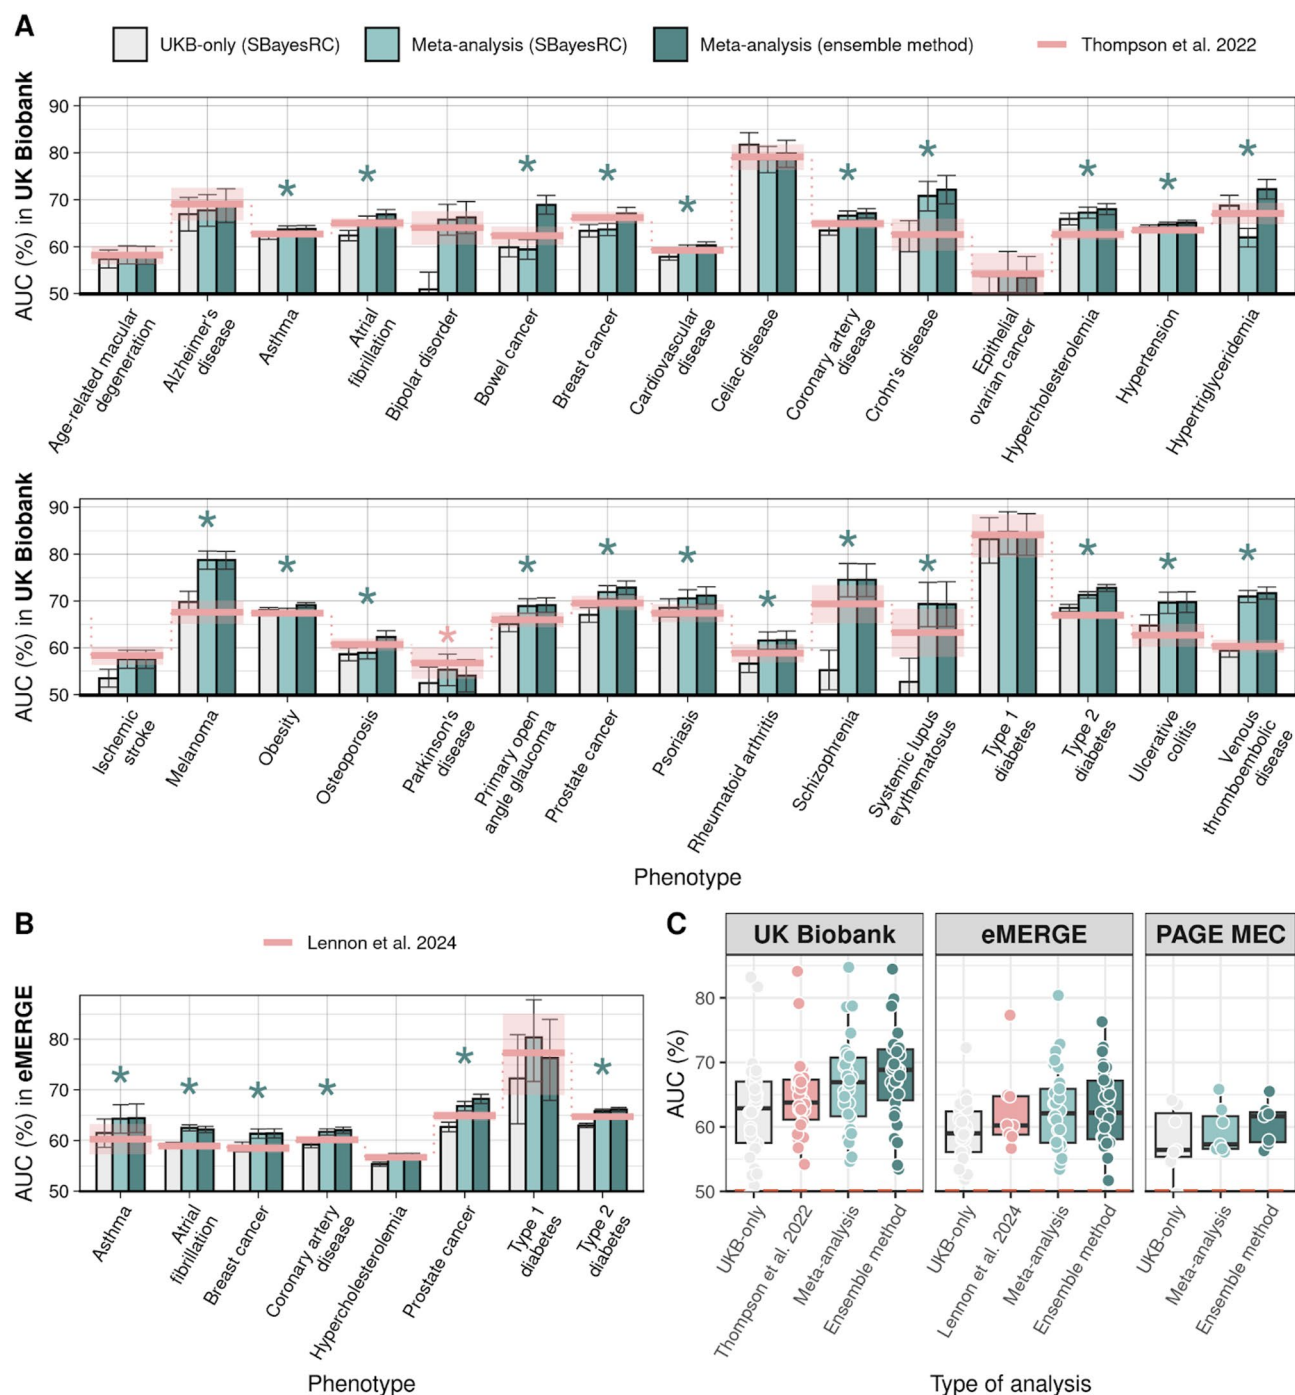 A
UKB-only (SBayesRC)
Meta-analysis (SBayesRC)
Meta-analysis (ensemble method)
Thompson et al. 2022
AUC (%) in UK Biobank
90
80
70
60
50
Age-related macular
degeneration
Alzheimer's
disease
Asthma
Atrial
fibrillation
Bipolar disorder
Bowel cancer
Breast cancer
Cardiovascular
disease
Celiac disease
Coronary artery
disease
Crohn's disease
Epithelial
ovarian cancer
Hypercholesterolemia
Hypertension
Hypertriglyceridemia
AUC (%) in UK Biobank
90
80
70
60
50
Ischemic
stroke
Melanoma
Obesity
Osteoporosis
Parkinson's
disease
Primary open
angle glaucoma
Prostate cancer
Psoriasis
Rheumatoid arthritis
Schizophrenia
Systemic lupus
erythematosus
Type 1
diabetes
Type 2
diabetes
Ulcerative
colitis
Venous
thromboembolic
disease
Phenotype
B
Lennon et al. 2024
AUC (%) in eMERGE
80
70
60
50
Asthma
Atrial
fibrillation
Breast cancer
Coronary artery
disease
Hypercholesterolemia
Prostate cancer
Type 1
diabetes
Type 2
diabetes
Phenotype
C
UK Biobank
eMERGE
PAGE MEC
AUC (%)
80
70
60
50
UKB-only
Thompson et al. 2022
Meta-analysis
Ensemble method
UKB-only
Lennon et al. 2024
Meta-analysis
Ensemble method
UKB-only
Meta-analysis
Ensemble method
Type of analysis